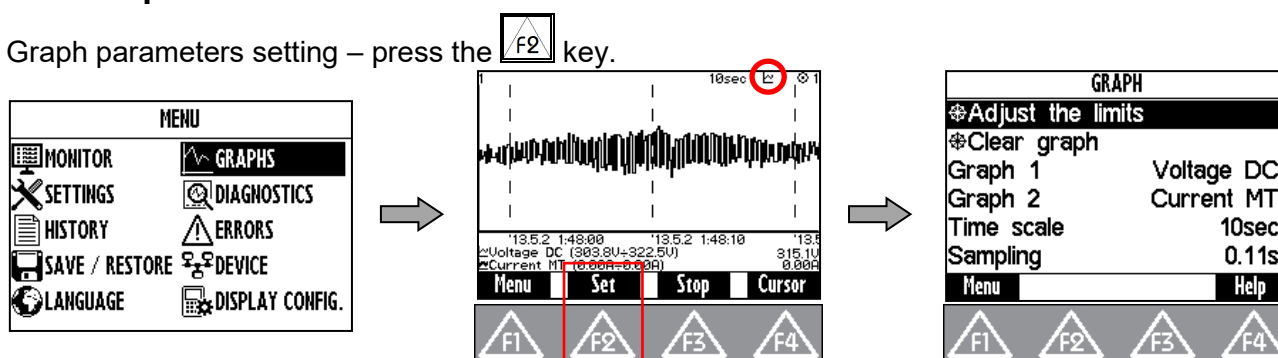 Graph parameters setting – press the F2 key.
MENU
MONITOR GRAPHS
SETTINGS DIAGNOSTICS
HISTORY ERRORS
SAVE / RESTORE DEVICE
LANGUAGE DISPLAY CONFIG.
1 10sec 1
'13.5.2 1:48:00 '13.5.2 1:48:10 '13.5
Voltage DC (303.8V÷322.5V) 315.1V
Current MT (0.00A÷0.00A) 0.00A
Menu Set Stop Cursor
F1 F2 F3 F4
GRAPH
Adjust the limits
Clear graph
Graph 1 Voltage DC
Graph 2 Current MT
Time scale 10sec
Sampling 0.11s
Menu Help
F1 F2 F3 F4